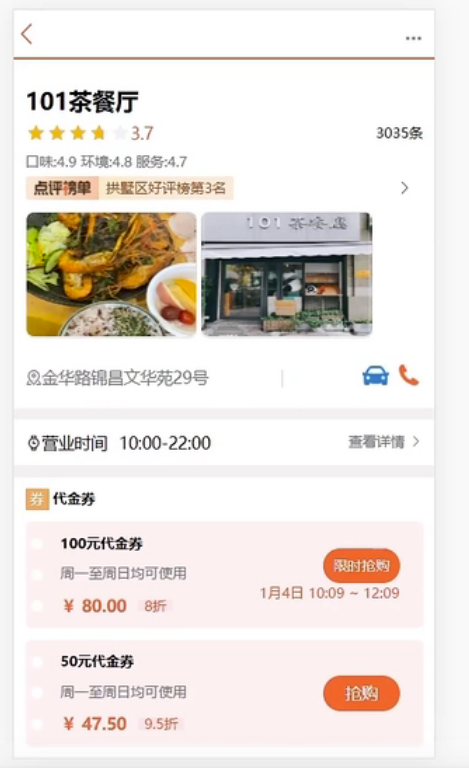 101茶餐厅
3.7 3035条
口味:4.9 环境:4.8 服务:4.7
点评榜单 拱墅区好评榜第3名
101
金华路锦昌文华苑29号
营业时间 10:00-22:00 查看详情
券 代金券
100元代金券
周一至周日均可使用
限时抢购
¥ 80.00 8折
1月4日 10:09 ~ 12:09
50元代金券
周一至周日均可使用
抢购
¥ 47.50 9.5折